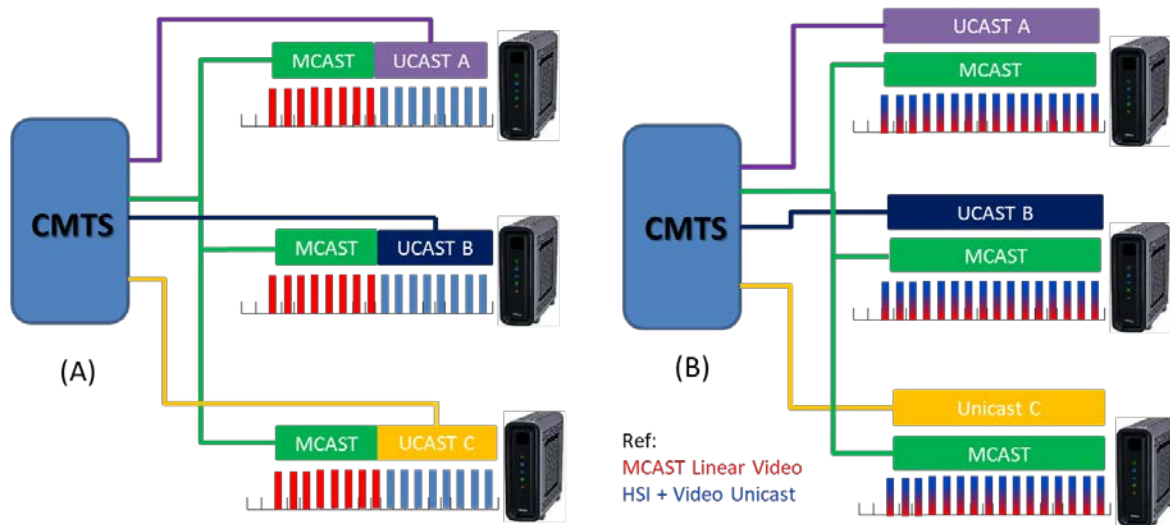 MCAST UCAST A
CMTS
MCAST UCAST B
(A)
MCAST UCAST C
UCAST A
MCAST
CMTS
UCAST B
MCAST
(B)
Unicast C
MCAST
Ref:
MCAST Linear Video
HSI + Video Unicast